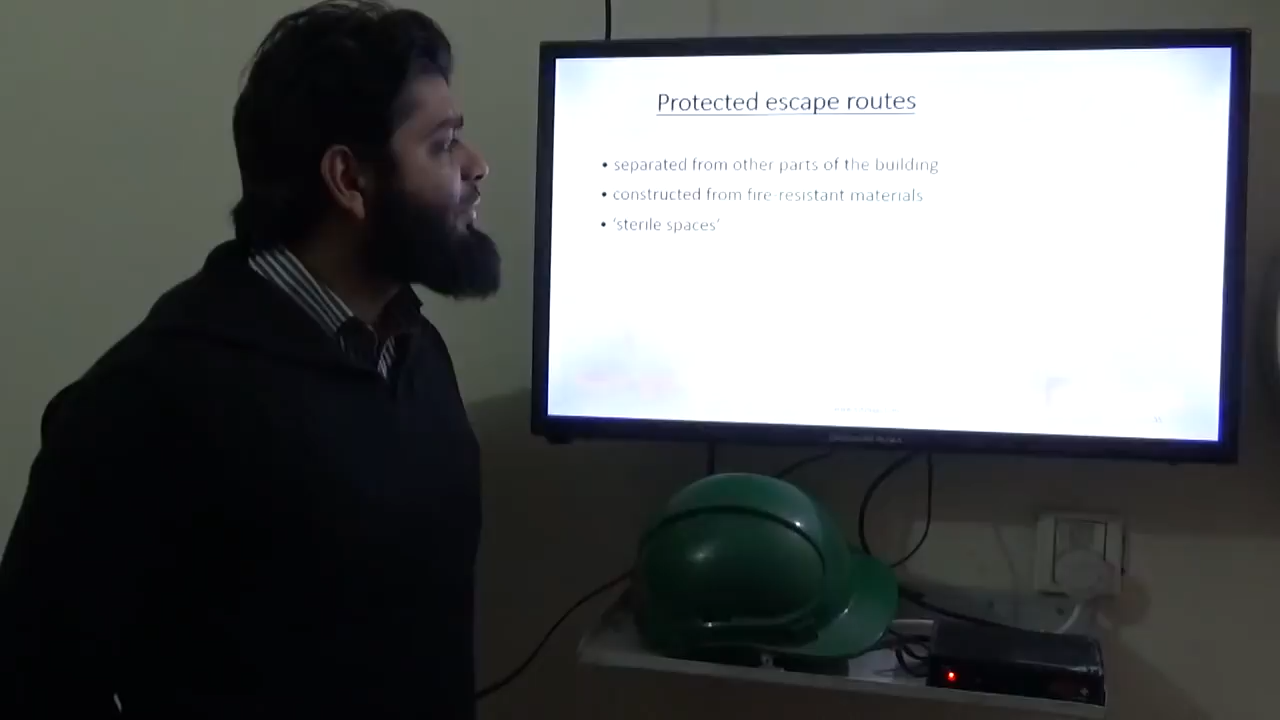 Protected escape routes
• separated from other parts of the building
• constructed from fire-resistant materials
• ‘sterile spaces’